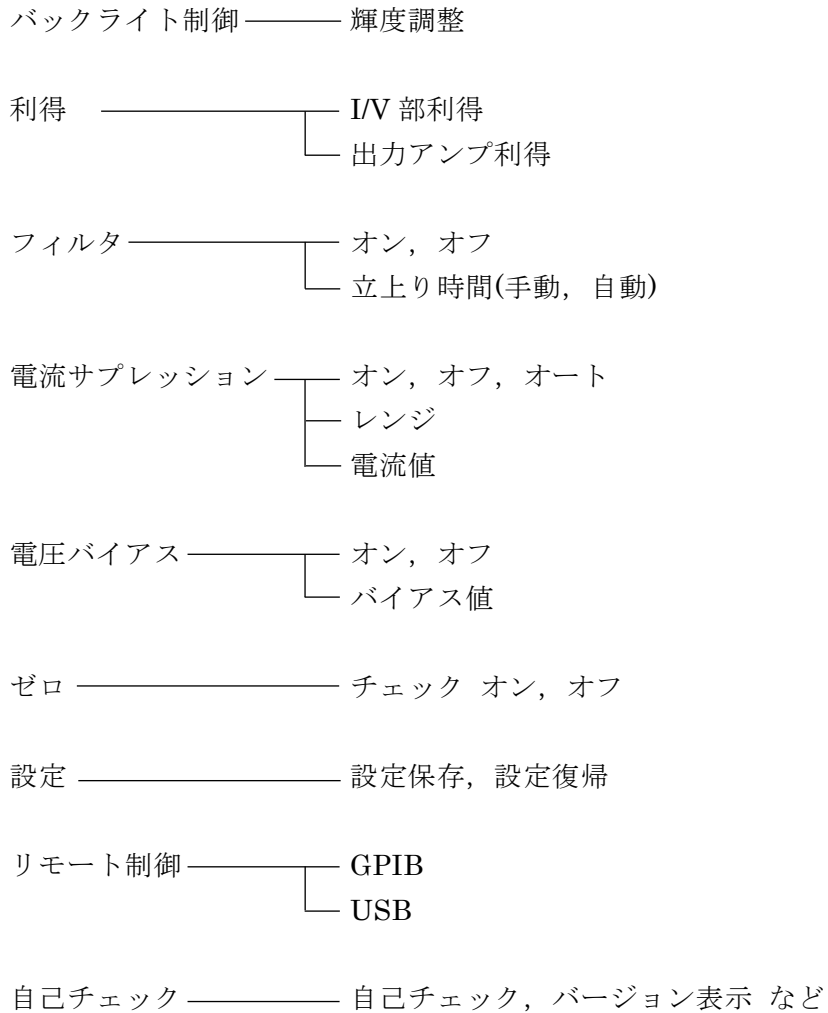 バックライト制御 輝度調整
利得 I/V 部利得
出力アンプ利得
フィルタ オン，オフ
立上り時間(手動，自動)
電流サプレッション オン，オフ，オート
レンジ
電流値
電圧バイアス オン，オフ
バイアス値
ゼロ チェック オン，オフ
設定 設定保存，設定復帰
リモート制御 GPIB
USB
自己チェック 自己チェック，バージョン表示 など